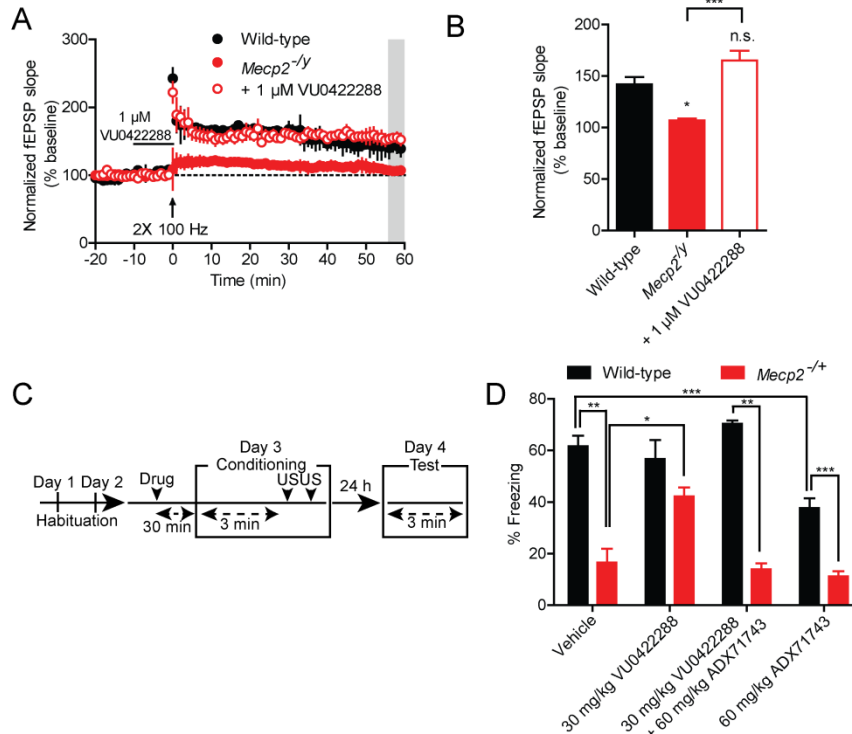 A
Normalized fEPSP slope
(% baseline)
300
200
100
0
-20
-10
0
10
20
30
40
50
60
Time (min)
Wild-type
Mecp2-/y
+ 1 µM VU0422288
1 µM
VU0422288
2X 100 Hz
B
Normalized fEPSP slope
(% baseline)
200
150
100
50
0
***
n.s.
*
Wild-type
Mecp2-/y
+ 1 µM VU0422288
C
Day 1
Day 2
Habituation
Drug
30 min
Day 3
Conditioning
USUS
3 min
24 h
Day 4
Test
3 min
D
Wild-type
Mecp2-/+
% Freezing
80
60
40
20
0
**
*
***
**
***
Vehicle
30 mg/kg VU0422288
30 mg/kg VU0422288
+ 60 mg/kg ADX71743
60 mg/kg ADX71743